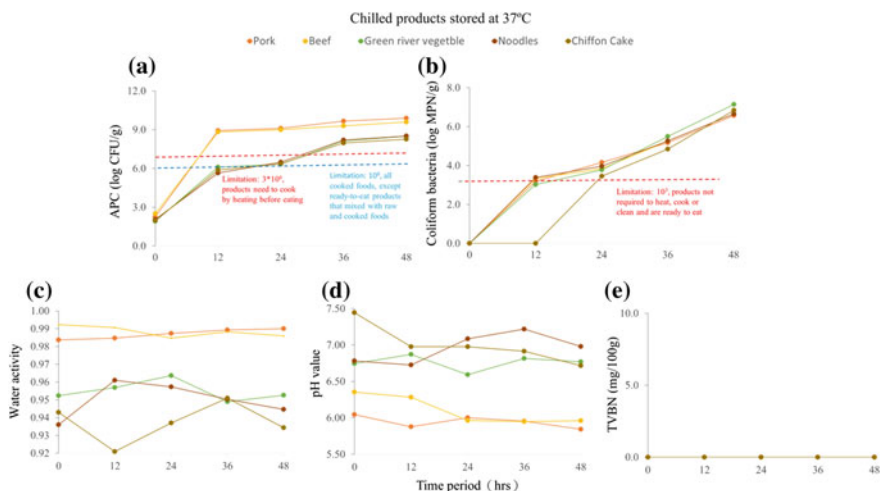 Chilled products stored at 37ºC
Pork Beef Green river vegetble Noodles Chiffon Cake
(a)
APC (log CFU/g)
12.0
9.0
6.0
3.0
0.0
0 12 24 36 48
Limitation: 3*10⁶,
products need to cook
by heating before eating
Limitation: 10⁶, all
cooked foods, except
ready-to-eat products
that mixed with raw
and cooked foods
(b)
Coliform bacteria (log MPN/g)
8.0
6.0
4.0
2.0
0.0
0 12 24 36 48
Limitation: 10³, products not
required to heat, cook or
clean and are ready to eat
(c)
Water activity
1.00
0.99
0.98
0.96
0.95
0.93
0.92
0 12 24 36 48
(d)
pH value
7.50
7.00
6.50
6.00
5.50
0 12 24 36 48
Time period (hrs)
(e)
TVBN (mg/100g)
10.0
5.0
0.0
0 12 24 36 48